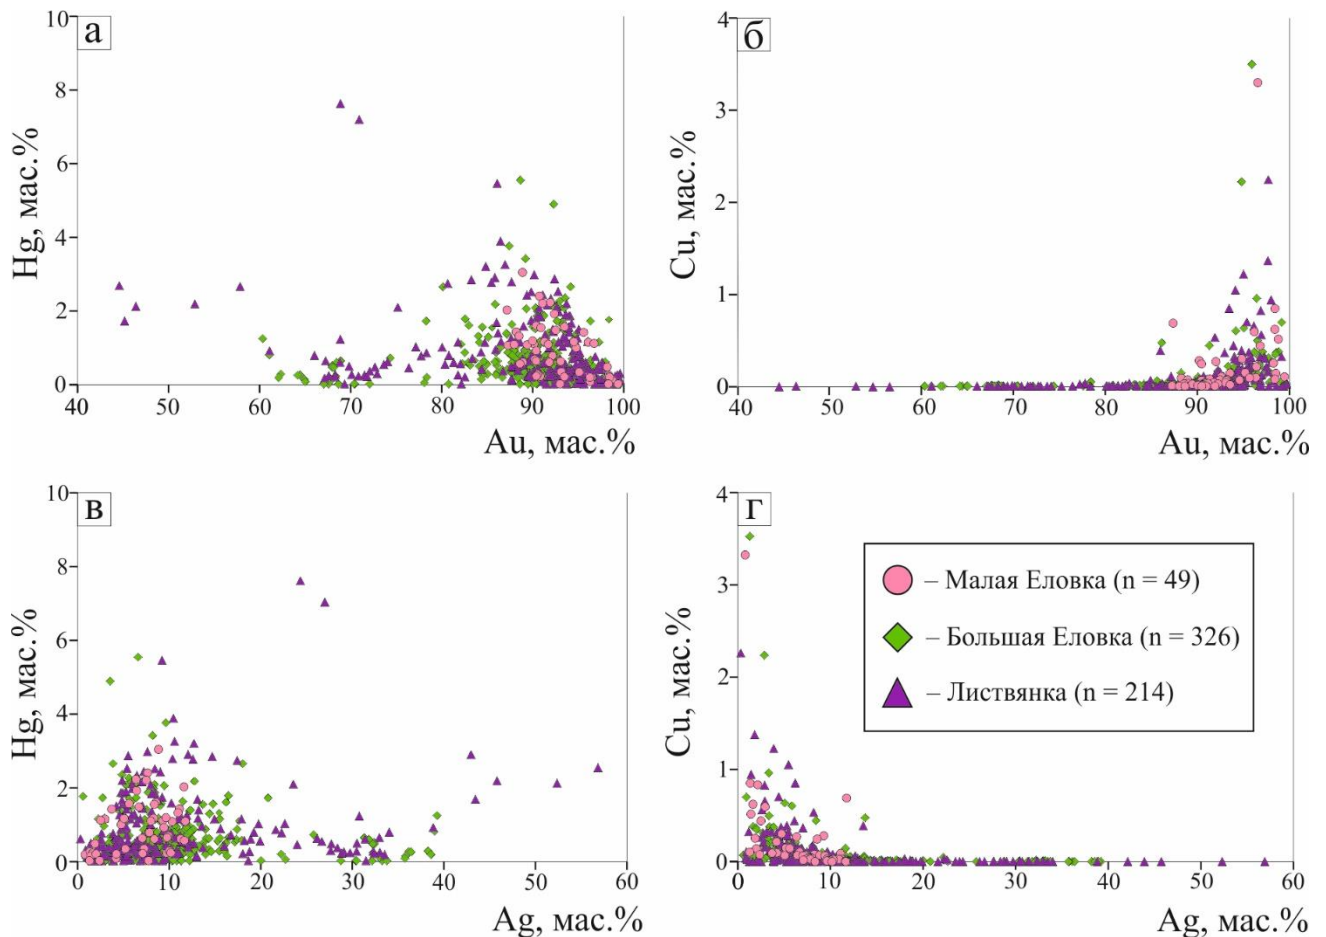 а
Hg, мас.%
10
8
6
4
2
0
40 50 60 70 80 90 100
Au, мас.%
б
Cu, мас.%
4
3
2
1
0
40 50 60 70 80 90 100
Au, мас.%
в
Hg, мас.%
10
8
6
4
2
0
0 10 20 30 40 50 60
Ag, мас.%
г
Cu, мас.%
4
3
2
1
0
0 10 20 30 40 50 60
Ag, мас.%
– Малая Еловка (n = 49)
– Большая Еловка (n = 326)
– Листвянка (n = 214)